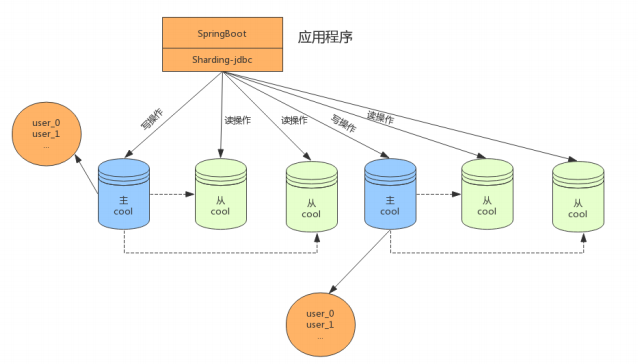 SpringBoot
应用程序
Sharding-jdbc
写操作
读操作
读操作
写操作
读操作
user_0
user_1
...
主
cool
从
cool
从
cool
主
cool
从
cool
从
cool
user_0
user_1
...